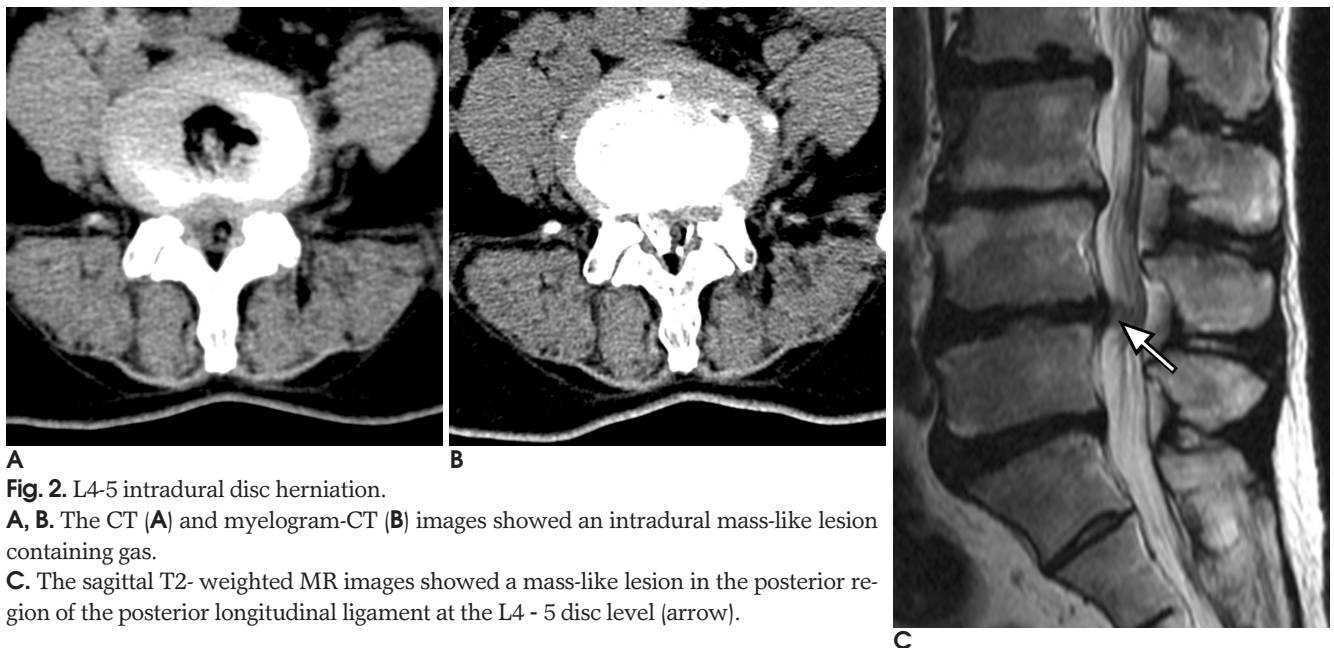 A
B
Fig. 2. L4-5 intradural disc herniation.
A, B. The CT (A) and myelogram-CT (B) images showed an intradural mass-like lesion
containing gas.
C. The sagittal T2- weighted MR images showed a mass-like lesion in the posterior re-
gion of the posterior longitudinal ligament at the L4 - 5 disc level (arrow).
C